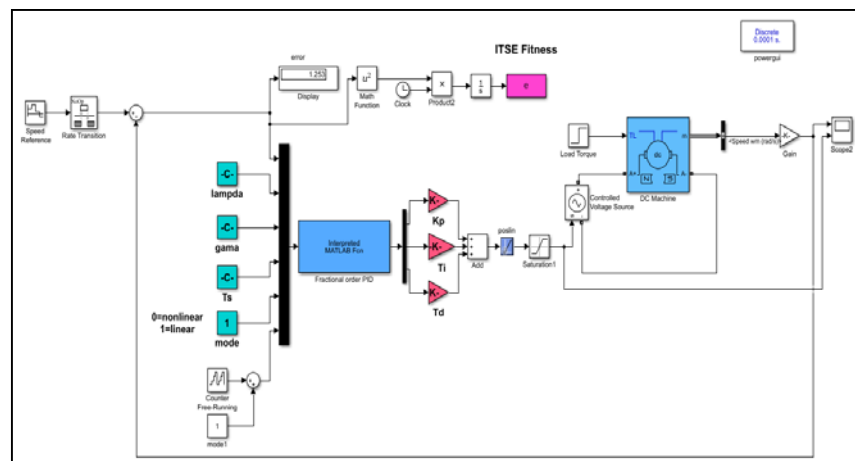 ITSE Fitness
Discrete
0.0001 s.
powergui
error
1.253
Display
u²
Math
Function
Clock
×
Product2
1
s
e
Speed
Reference
Rate Transition
Load Torque
TL
m
dc
A+
A-
N
S
DC Machine
<Speed wm (rad/s)>
-K-
Gain
Scope2
Controlled
Voltage Source
-C-
lampda
-C-
gama
-C-
Ts
0=nonlinear
1=linear
1
mode
Interpreted
MATLAB Fcn
Fractional order PID
K-
Kp
K-
Ti
K-
Td
Add
poslin
Saturation1
Counter
Free-Running
1
mode1